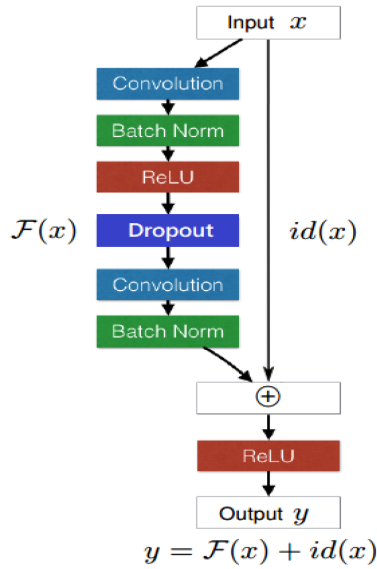 Input x
Convolution
Batch Norm
ReLU
F(x)
Dropout
id(x)
Convolution
Batch Norm
⊕
ReLU
Output y
y = F(x) + id(x)